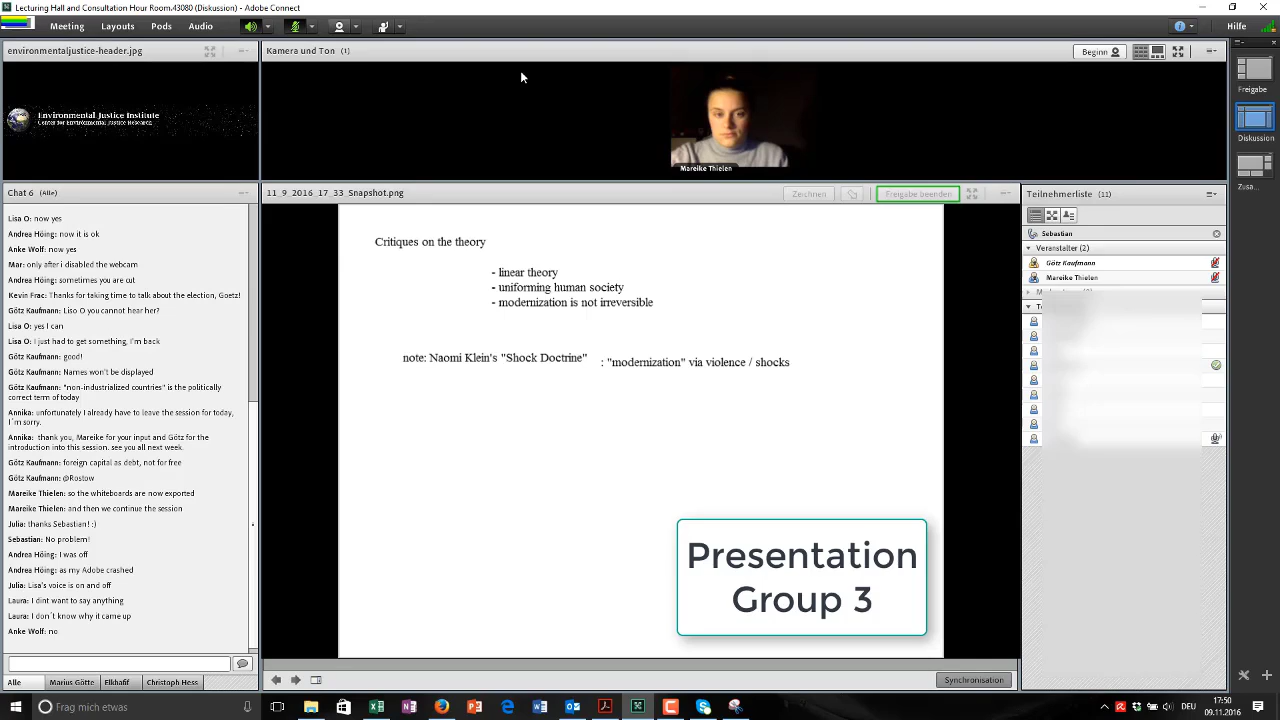 Lecturing Hall and Consultation Hour Room.43080 (Diskussion) - Adobe Connect
Meeting Layouts Pods Audio
Hilfe
environmentaljustice-header.jpg
Kamera und Ton (1)
Beginn
Freigabe
Environmental Justice Institute
Center for Environmental Justice Research
Diskussion
Mareike Thielen
Zusa...
Chat 6 (Alle)
11_9_2016_17_33_Snapshot.png
Zeichnen
Freigabe beenden
Teilnehmerliste (11)
Lisa O: now yes
Andrea Höing: now it is ok
Anke Wolf: now yes
Mar: only after i disabled the webcam
Andrea Höing: sometimes you are cut
Kevin Frac: Thanks for taking time to talk about the election, Goetz!
Götz Kaufmann: Liso O you cannot hear her?
Lisa O: yes I can
Lisa O: I just had to get something, I'm back
Götz Kaufmann: good!
Götz Kaufmann: Names won't be displayed
Götz Kaufmann: "non-industrialized countries" is the politically
correct term of today
Annika: unfortunately I already have to leave the session for today,
I´m sorry.
Annika: thank you, Mareike for your input and Götz for the
introduction into this session. see you all next week.
Götz Kaufmann: foreign capital as debt, not for free
Götz Kaufmann: @Rostow
Mareike Thielen: so the whiteboards are now exported
Mareike Thielen: and then we continue the session
Julia: thanks Sebastian! :)
Sebastian: No problem!
Andrea Höing: I was off
Andrea Höing: as my Adobe crashed
Julia: Lisa's voice is on and off
Laura: I dint want to say anything
Laura: I don´t know why it came up
Anke Wolf: no
Alle Marius Götte Elkhafif Christoph Hess
Critiques on the theory
- linear theory
- uniforming human society
- modernization is not irreversible
note: Naomi Klein's "Shock Doctrine" : "modernization" via violence / shocks
Presentation
Group 3
Sebastian
Veranstalter (2)
Götz Kaufmann
Mareike Thielen
Synchronisation
Frag mich etwas
DEU
17:50
09.11.2016